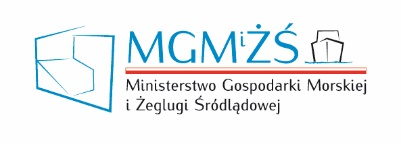 MGMiŻŚ
Ministerstwo Gospodarki Morskiej
i Żeglugi Śródlądowej